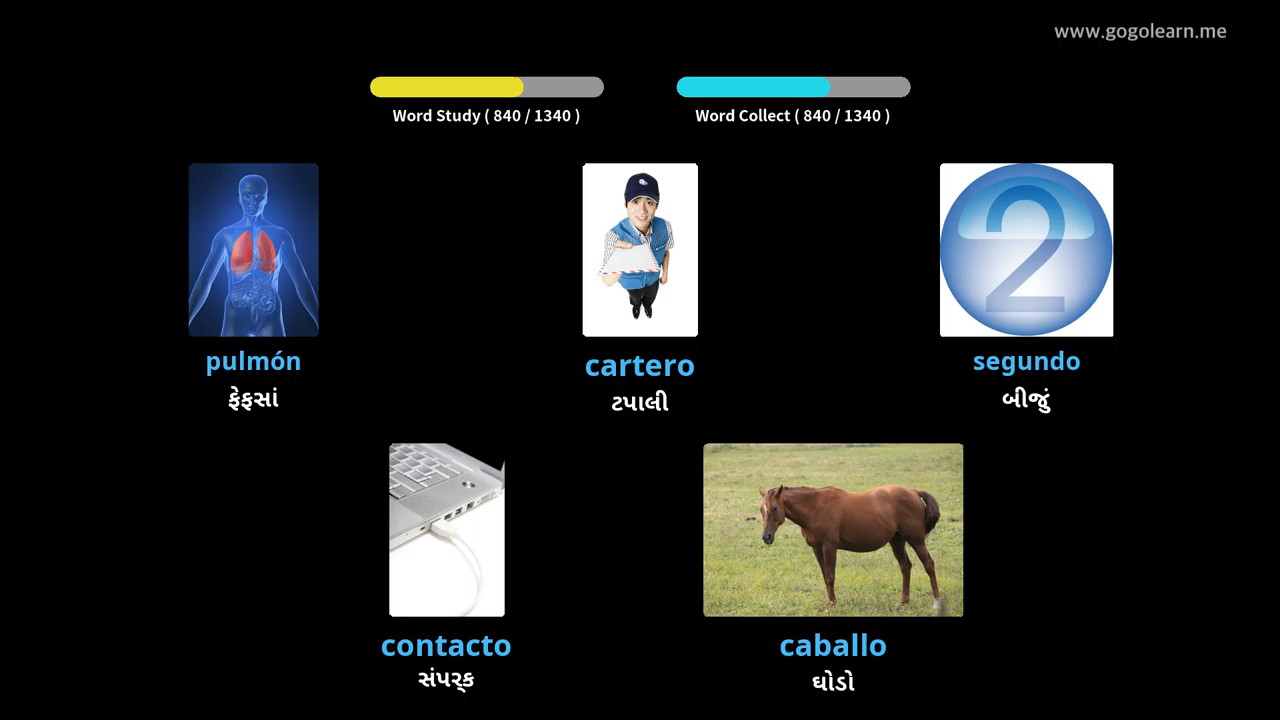 www.gogolearn.me
Word Study ( 840 / 1340 )
Word Collect ( 840 / 1340 )
pulmón
ફેફસાં
cartero
ટપાલી
segundo
બીજું
2
contacto
સંપર્ક
caballo
ઘોડો